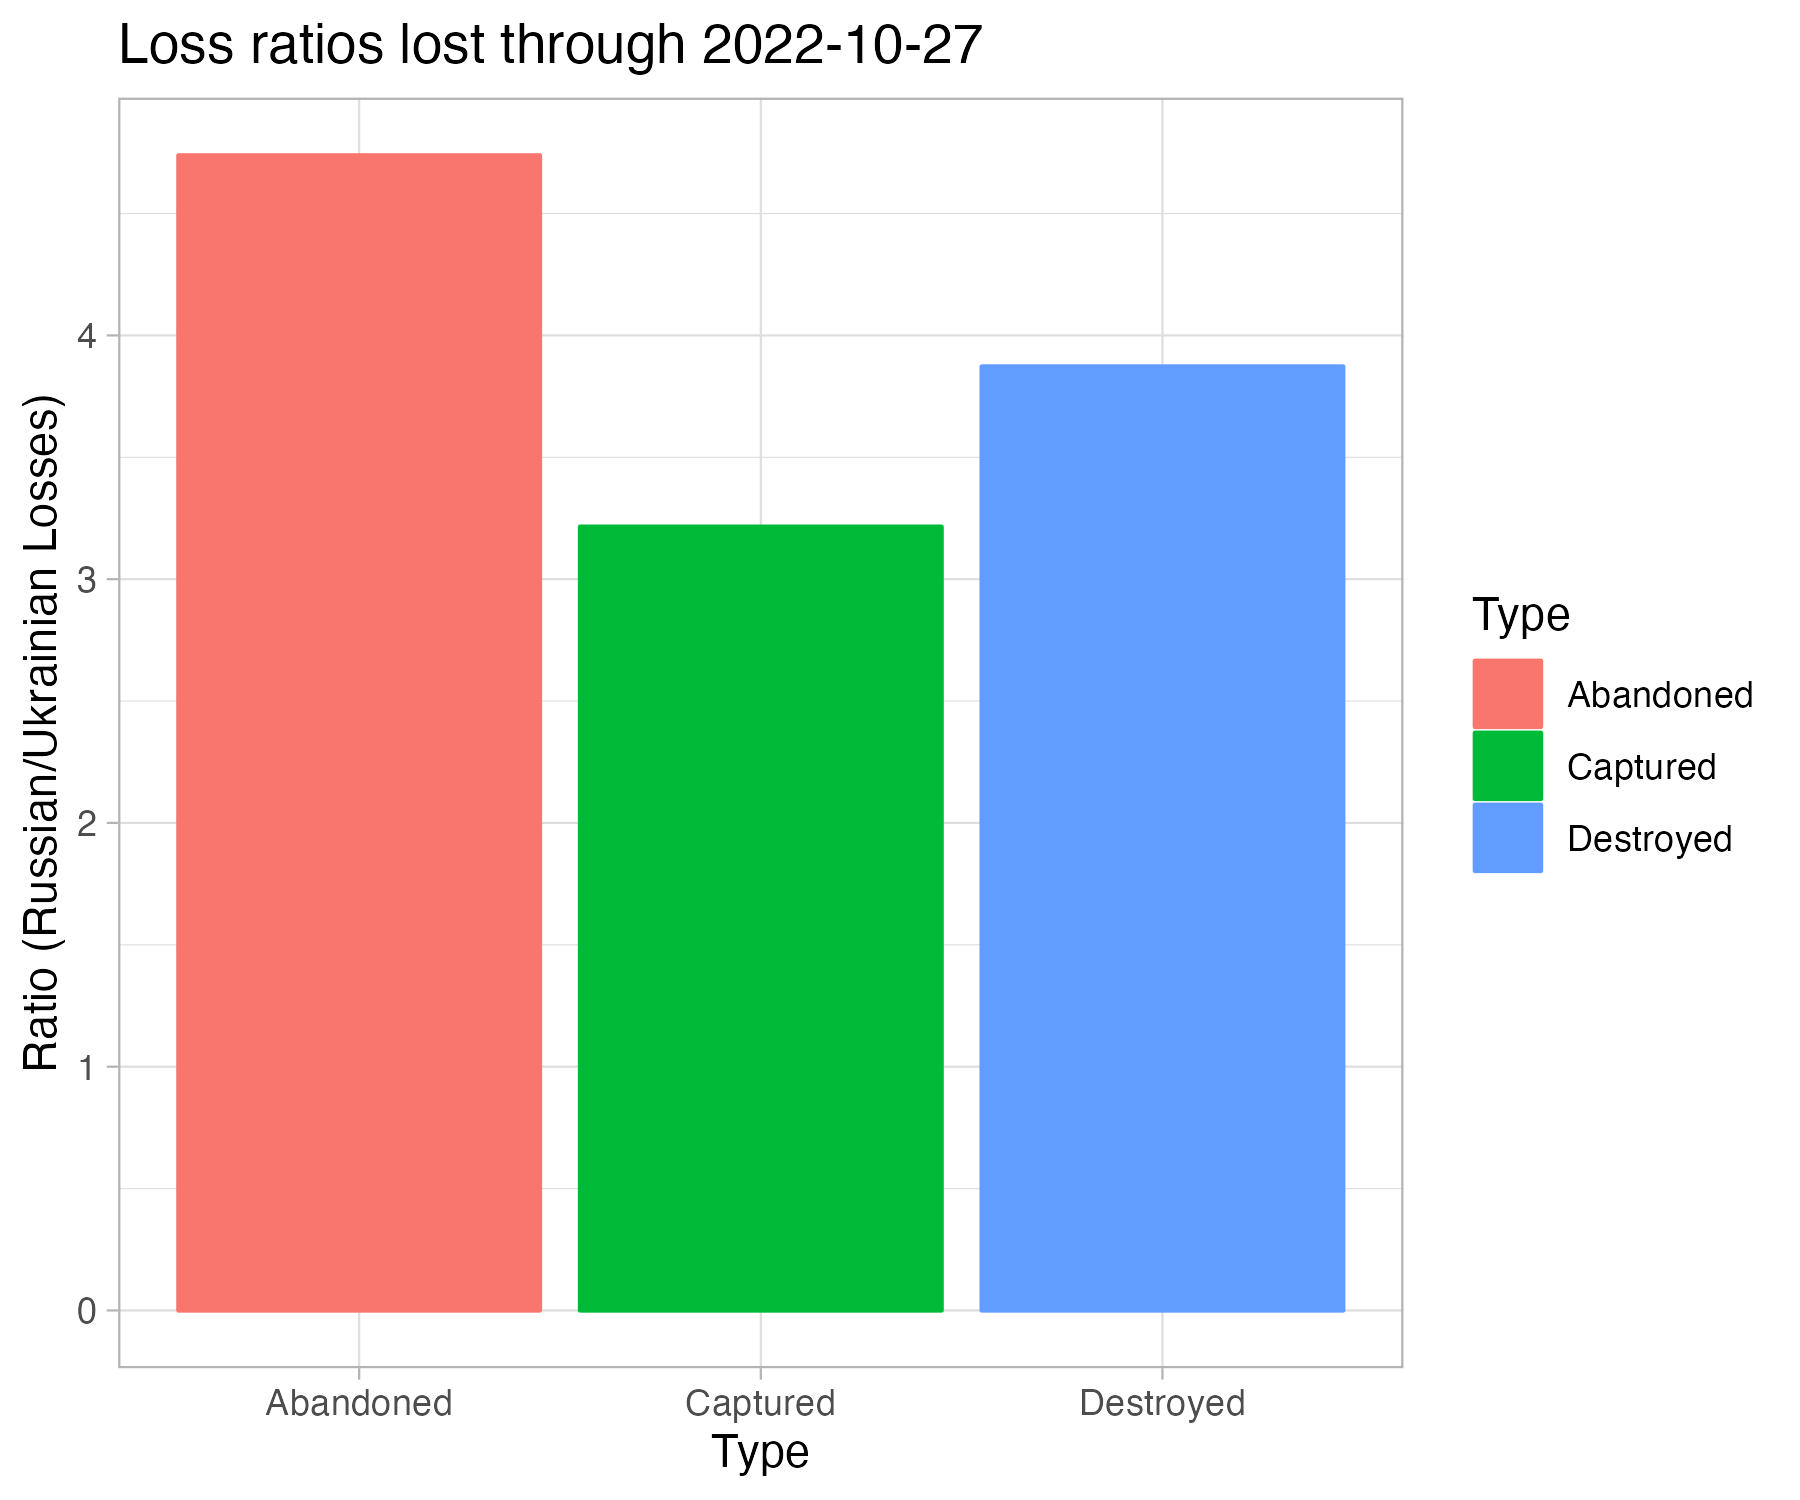 Loss ratios lost through 2022-10-27
Ratio (Russian/Ukrainian Losses)
4
3
2
1
0
Abandoned
Captured
Destroyed
Type
Type
Abandoned
Captured
Destroyed